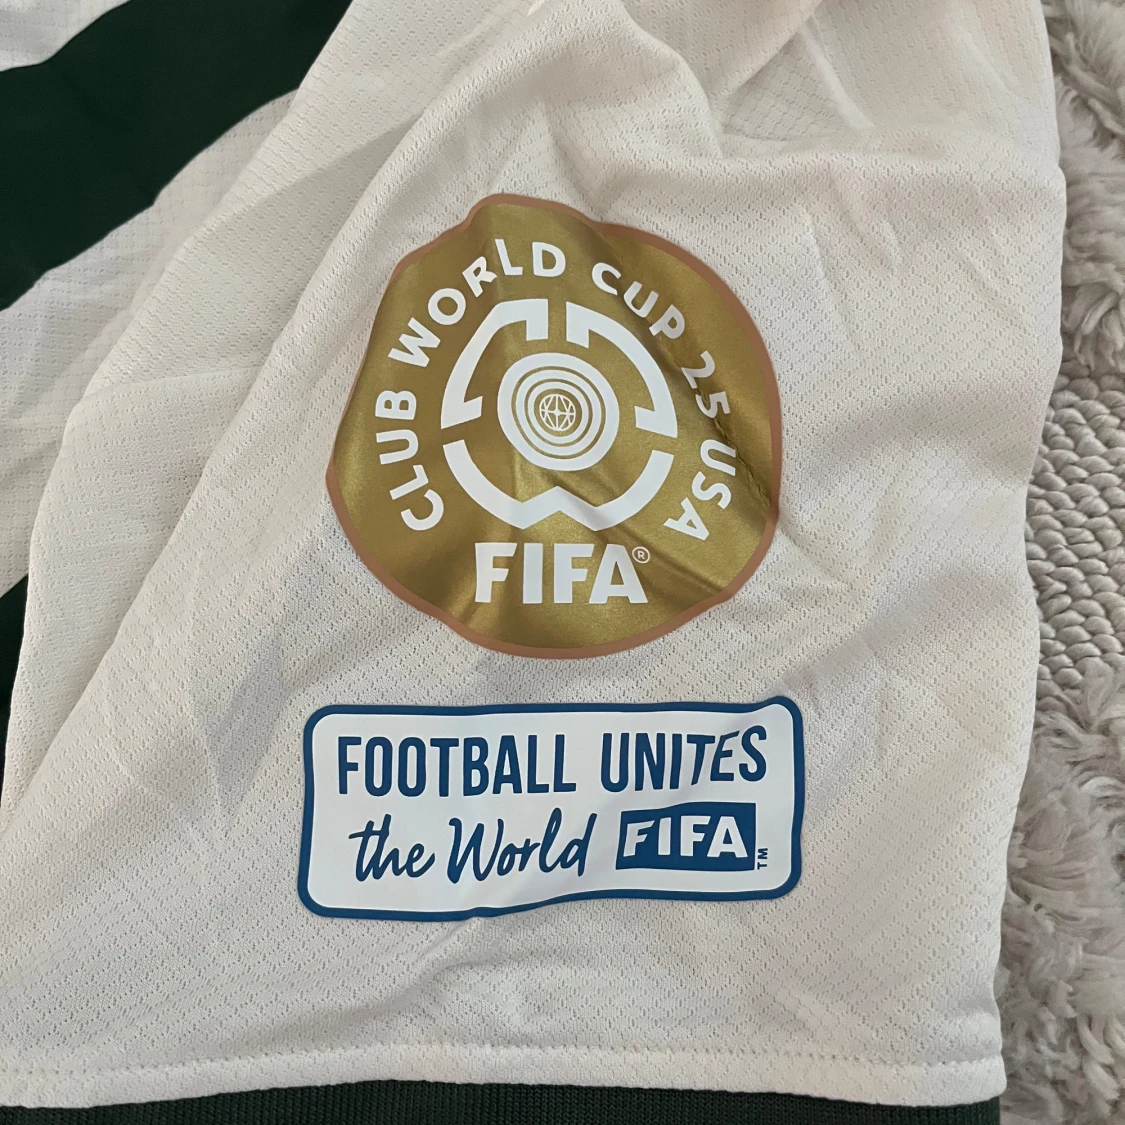 CLUB WORLD CUP 25 USA
FIFA®
FOOTBALL UNITES
the World FIFA™